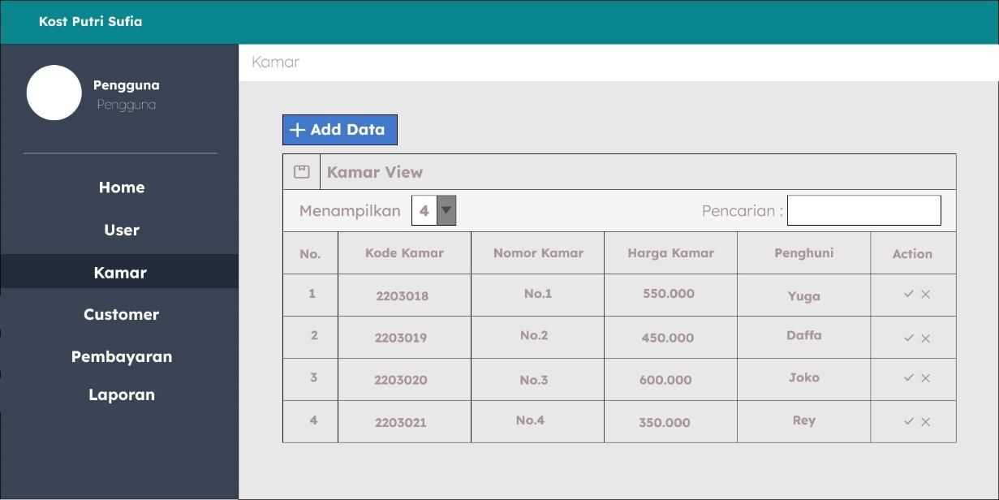 Kost Putri Sufia
Pengguna
Pengguna
Home
User
Kamar
Customer
Pembayaran
Laporan
Kamar
+ Add Data
Kamar View
Menampilkan 4 Pencarian :
No. Kode Kamar Nomor Kamar Harga Kamar Penghuni Action
1 2203018 No.1 550.000 Yuga
2 2203019 No.2 450.000 Daffa
3 2203020 No.3 600.000 Joko
4 2203021 No.4 350.000 Rey